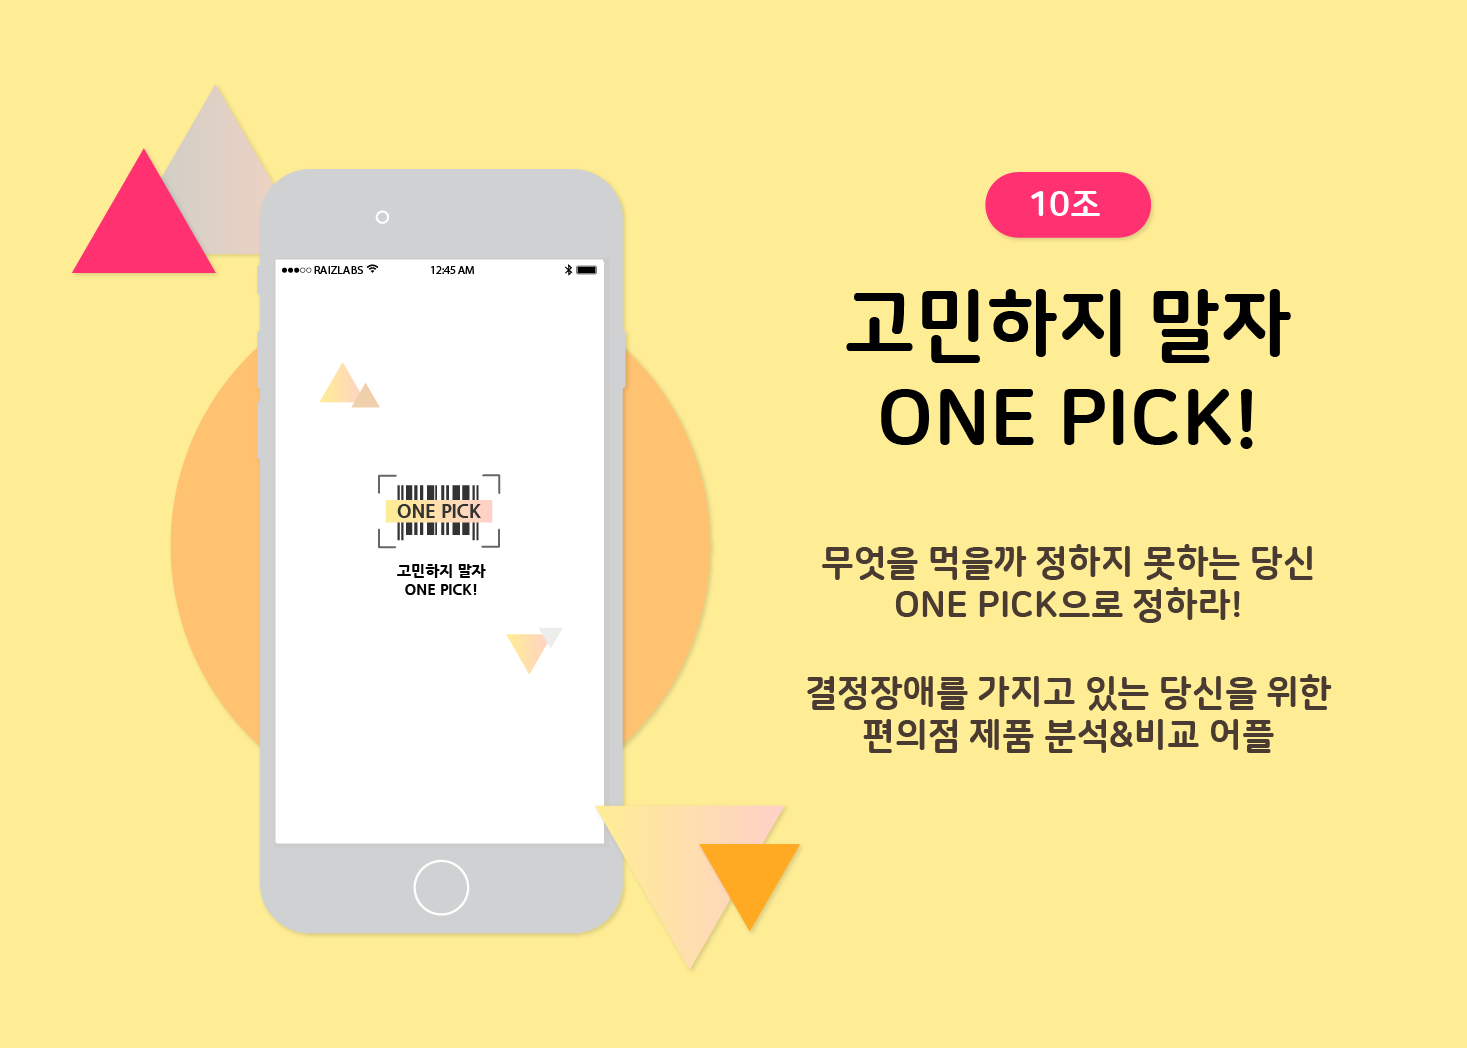 RAIZLABS
12:45 AM
ONE PICK
고민하지 말자
ONE PICK!
10조
고민하지 말자
ONE PICK!
무엇을 먹을까 정하지 못하는 당신
ONE PICK으로 정하라!
결정장애를 가지고 있는 당신을 위한
편의점 제품 분석&비교 어플